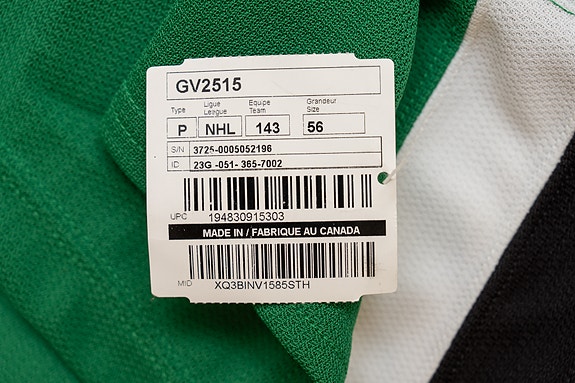 GV2515
Type Ligue League Equipe Team Grandeur Size
P NHL 143 56
S/N 3725-0005052196
ID 23G -051- 365-7002
UPC 194830915303
MADE IN / FABRIQUE AU CANADA
MID XQ3BINV1585STH